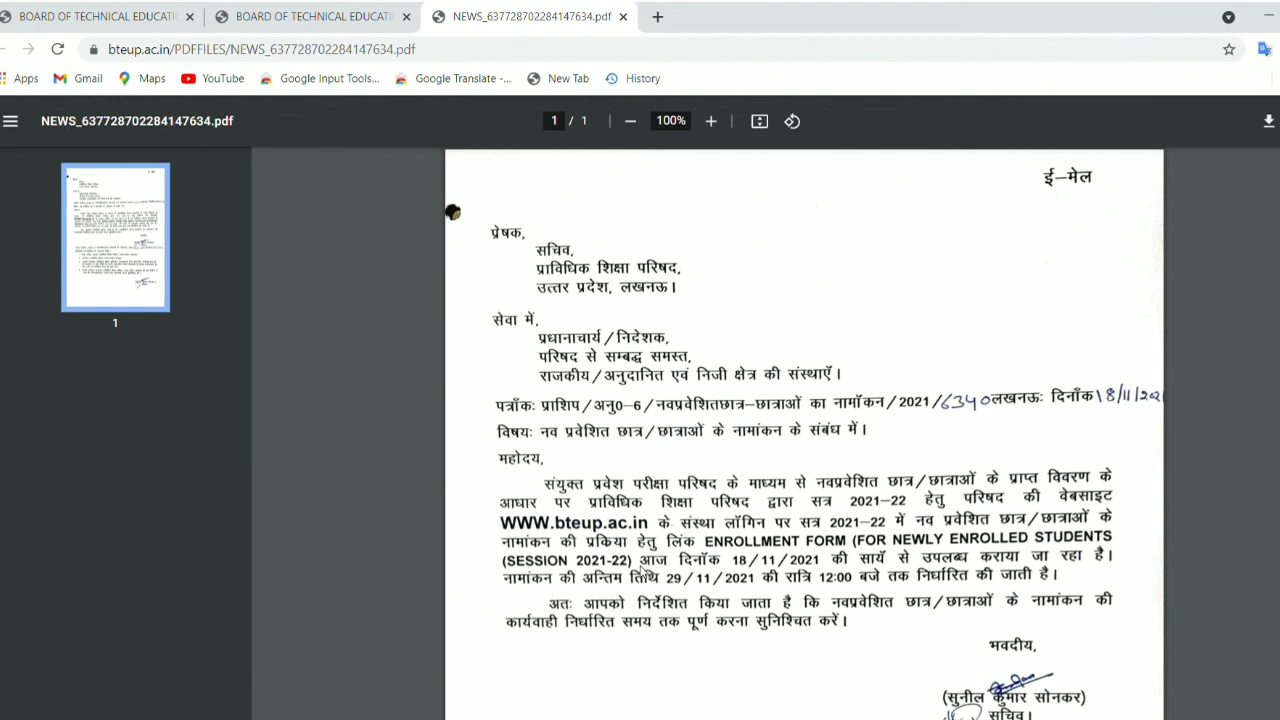 BOARD OF TECHNICAL EDUCATI
BOARD OF TECHNICAL EDUCATI
NEWS_637728702284147634.pdf
bteup.ac.in/PDFFILES/NEWS_637728702284147634.pdf
Apps
Gmail
Maps
YouTube
Google Input Tools...
Google Translate -...
New Tab
History
NEWS_637728702284147634.pdf
1 / 1
100%
1
ई–मेल
प्रेषक,
सचिव,
प्राविधिक शिक्षा परिषद,
उत्तर प्रदेश, लखनऊ।
सेवा में,
प्रधानाचार्य/निदेशक,
परिषद से सम्बद्ध समस्त,
राजकीय/अनुदानित एवं निजी क्षेत्र की संस्थाएँ।
पत्राँकः प्राशिप/अनु0–6/नवप्रवेशितछात्र–छात्राओं का नामॉकन/2021/6340लखनऊः दिनाँक18/11/202
विषयः नव प्रवेशित छात्र/छात्राओं के नामांकन के संबंध में।
महोदय,
संयुक्त प्रवेश परीक्षा परिषद के माध्यम से नवप्रवेशित छात्र/छात्राओं के प्राप्त विवरण के
आधार पर प्राविधिक शिक्षा परिषद द्वारा सत्र 2021–22 हेतु परिषद की वेबसाइट
WWW.bteup.ac.in के संस्था लॉगिन पर सत्र 2021–22 में नव प्रवेशित छात्र/छात्राओं के
नामांकन की प्रकिया हेतु लिंक ENROLLMENT FORM (FOR NEWLY ENROLLED STUDENTS
(SESSION 2021-22) आज दिनॉक 18/11/2021 की सायॅ से उपलब्ध कराया जा रहा है।
नामांकन की अन्तिम तिथि 29/11/2021 की रात्रि 12:00 बजे तक निर्धारित की जाती है।
अतः आपको निर्देशित किया जाता है कि नवप्रवेशित छात्र/छात्राओं के नामांकन की
कार्यवाही निर्धारित समय तक पूर्ण करना सुनिश्चित करें।
भवदीय,
(सुनील कुमार सोनकर)
सचिव।